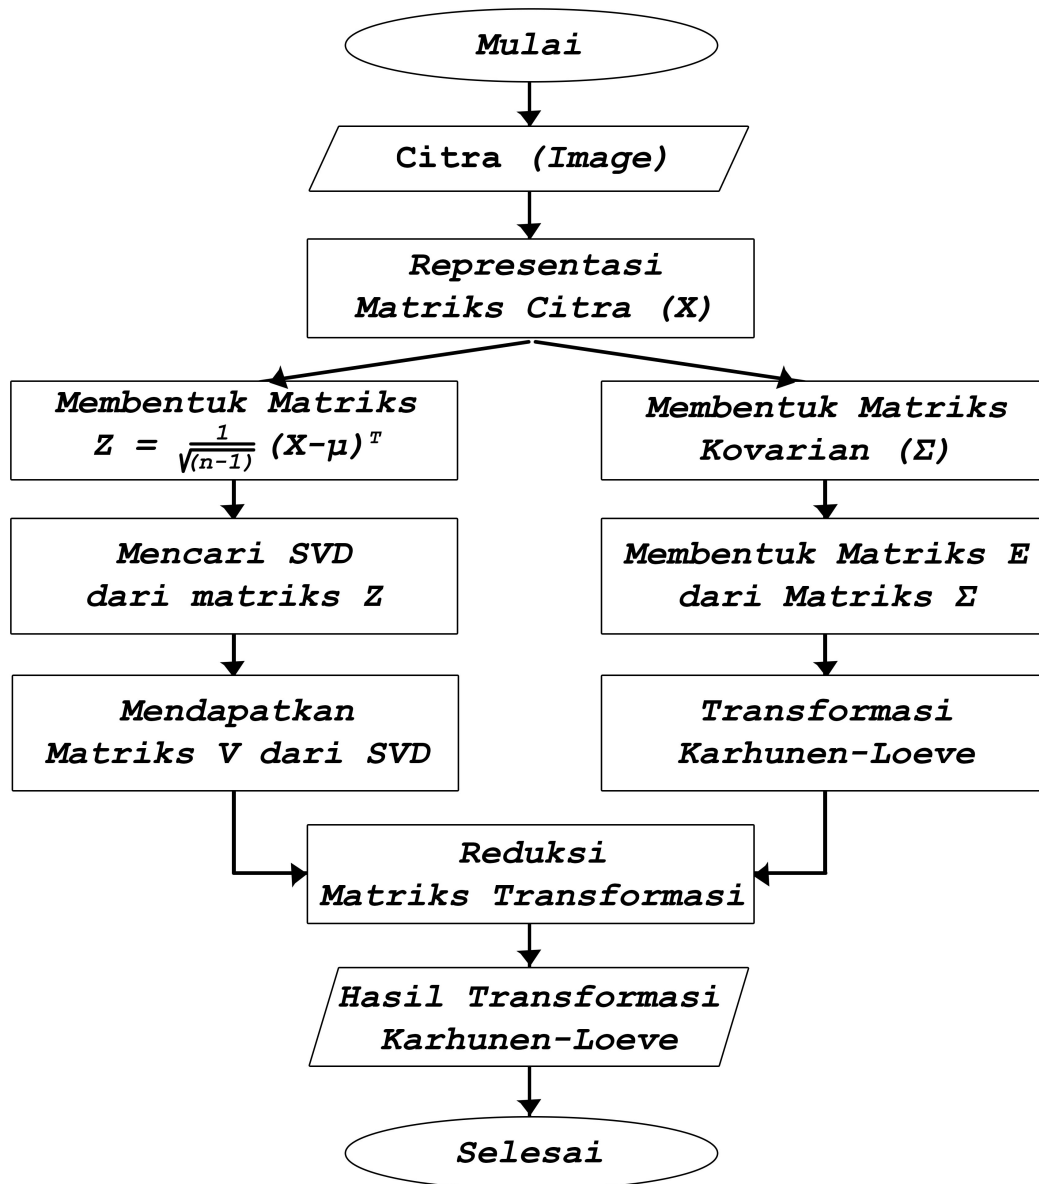 Mulai
Citra (Image)
Representasi
Matriks Citra (X)
Membentuk Matriks
Z = 1/√(n-1) (X-μ)ᵀ
Mencari SVD
dari matriks Z
Mendapatkan
Matriks V dari SVD
Membentuk Matriks
Kovarian (Σ)
Membentuk Matriks E
dari Matriks Σ
Transformasi
Karhunen-Loeve
Reduksi
Matriks Transformasi
Hasil Transformasi
Karhunen-Loeve
Selesai